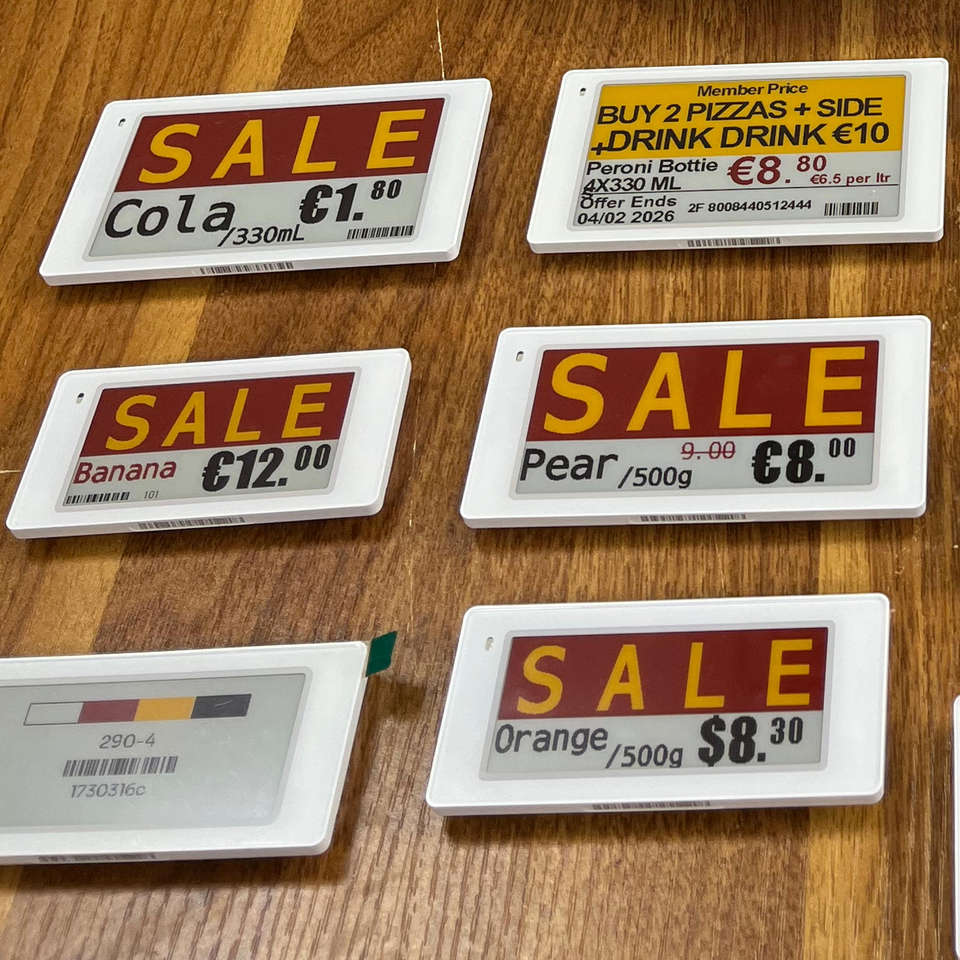 SALE
Cola /330mL €1.80
Member Price
BUY 2 PIZZAS + SIDE
+DRINK DRINK €10
Peroni Bottie €8.80
4X330 ML €6.5 per ltr
Offer Ends
04/02 2026 2F 8008440512444
SALE
Banana €12.00
101
SALE
Pear /500g 9.00 €8.00
290-4
1730316c
SALE
Orange /500g $8.30